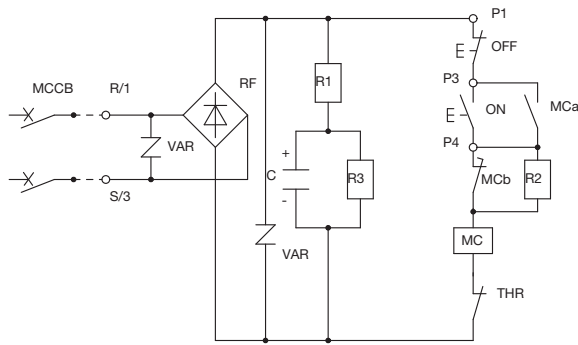 P1
OFF
MCCB
R/1
RF
R1
P3
ON
MCa
VAR
P4
+
C
R3
MCb
R2
-
S/3
VAR
MC
THR